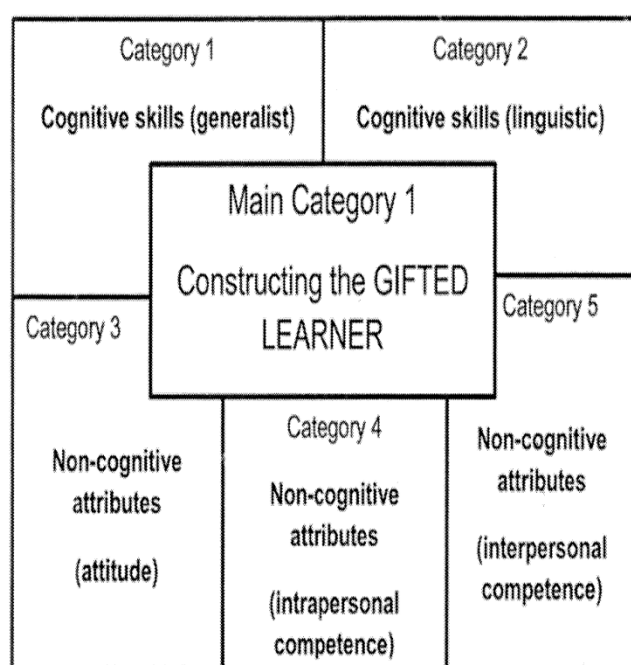 Category 1
Cognitive skills (generalist)
Category 2
Cognitive skills (linguistic)
Main Category 1
Constructing the GIFTED
LEARNER
Category 3
Non-cognitive
attributes
(attitude)
Category 4
Non-cognitive
attributes
(intrapersonal
competence)
Category 5
Non-cognitive
attributes
(interpersonal
competence)